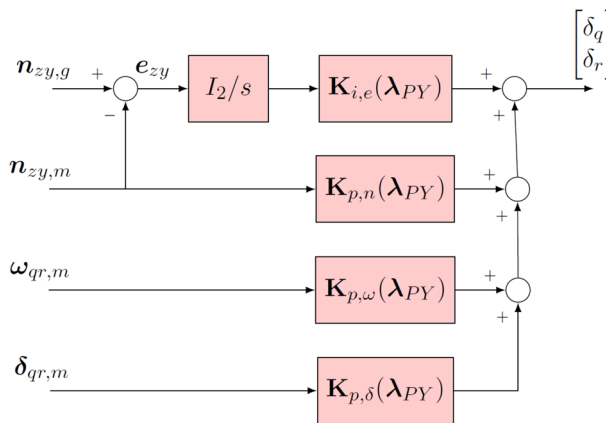 n_{zy,g} + e_{zy} I_2/s K_{i,e}(λ_{PY}) + [δ_q
−
+ δ_r]
n_{zy,m} K_{p,n}(λ_{PY}) +
+
ω_{qr,m} K_{p,ω}(λ_{PY}) +
+
δ_{qr,m} K_{p,δ}(λ_{PY})